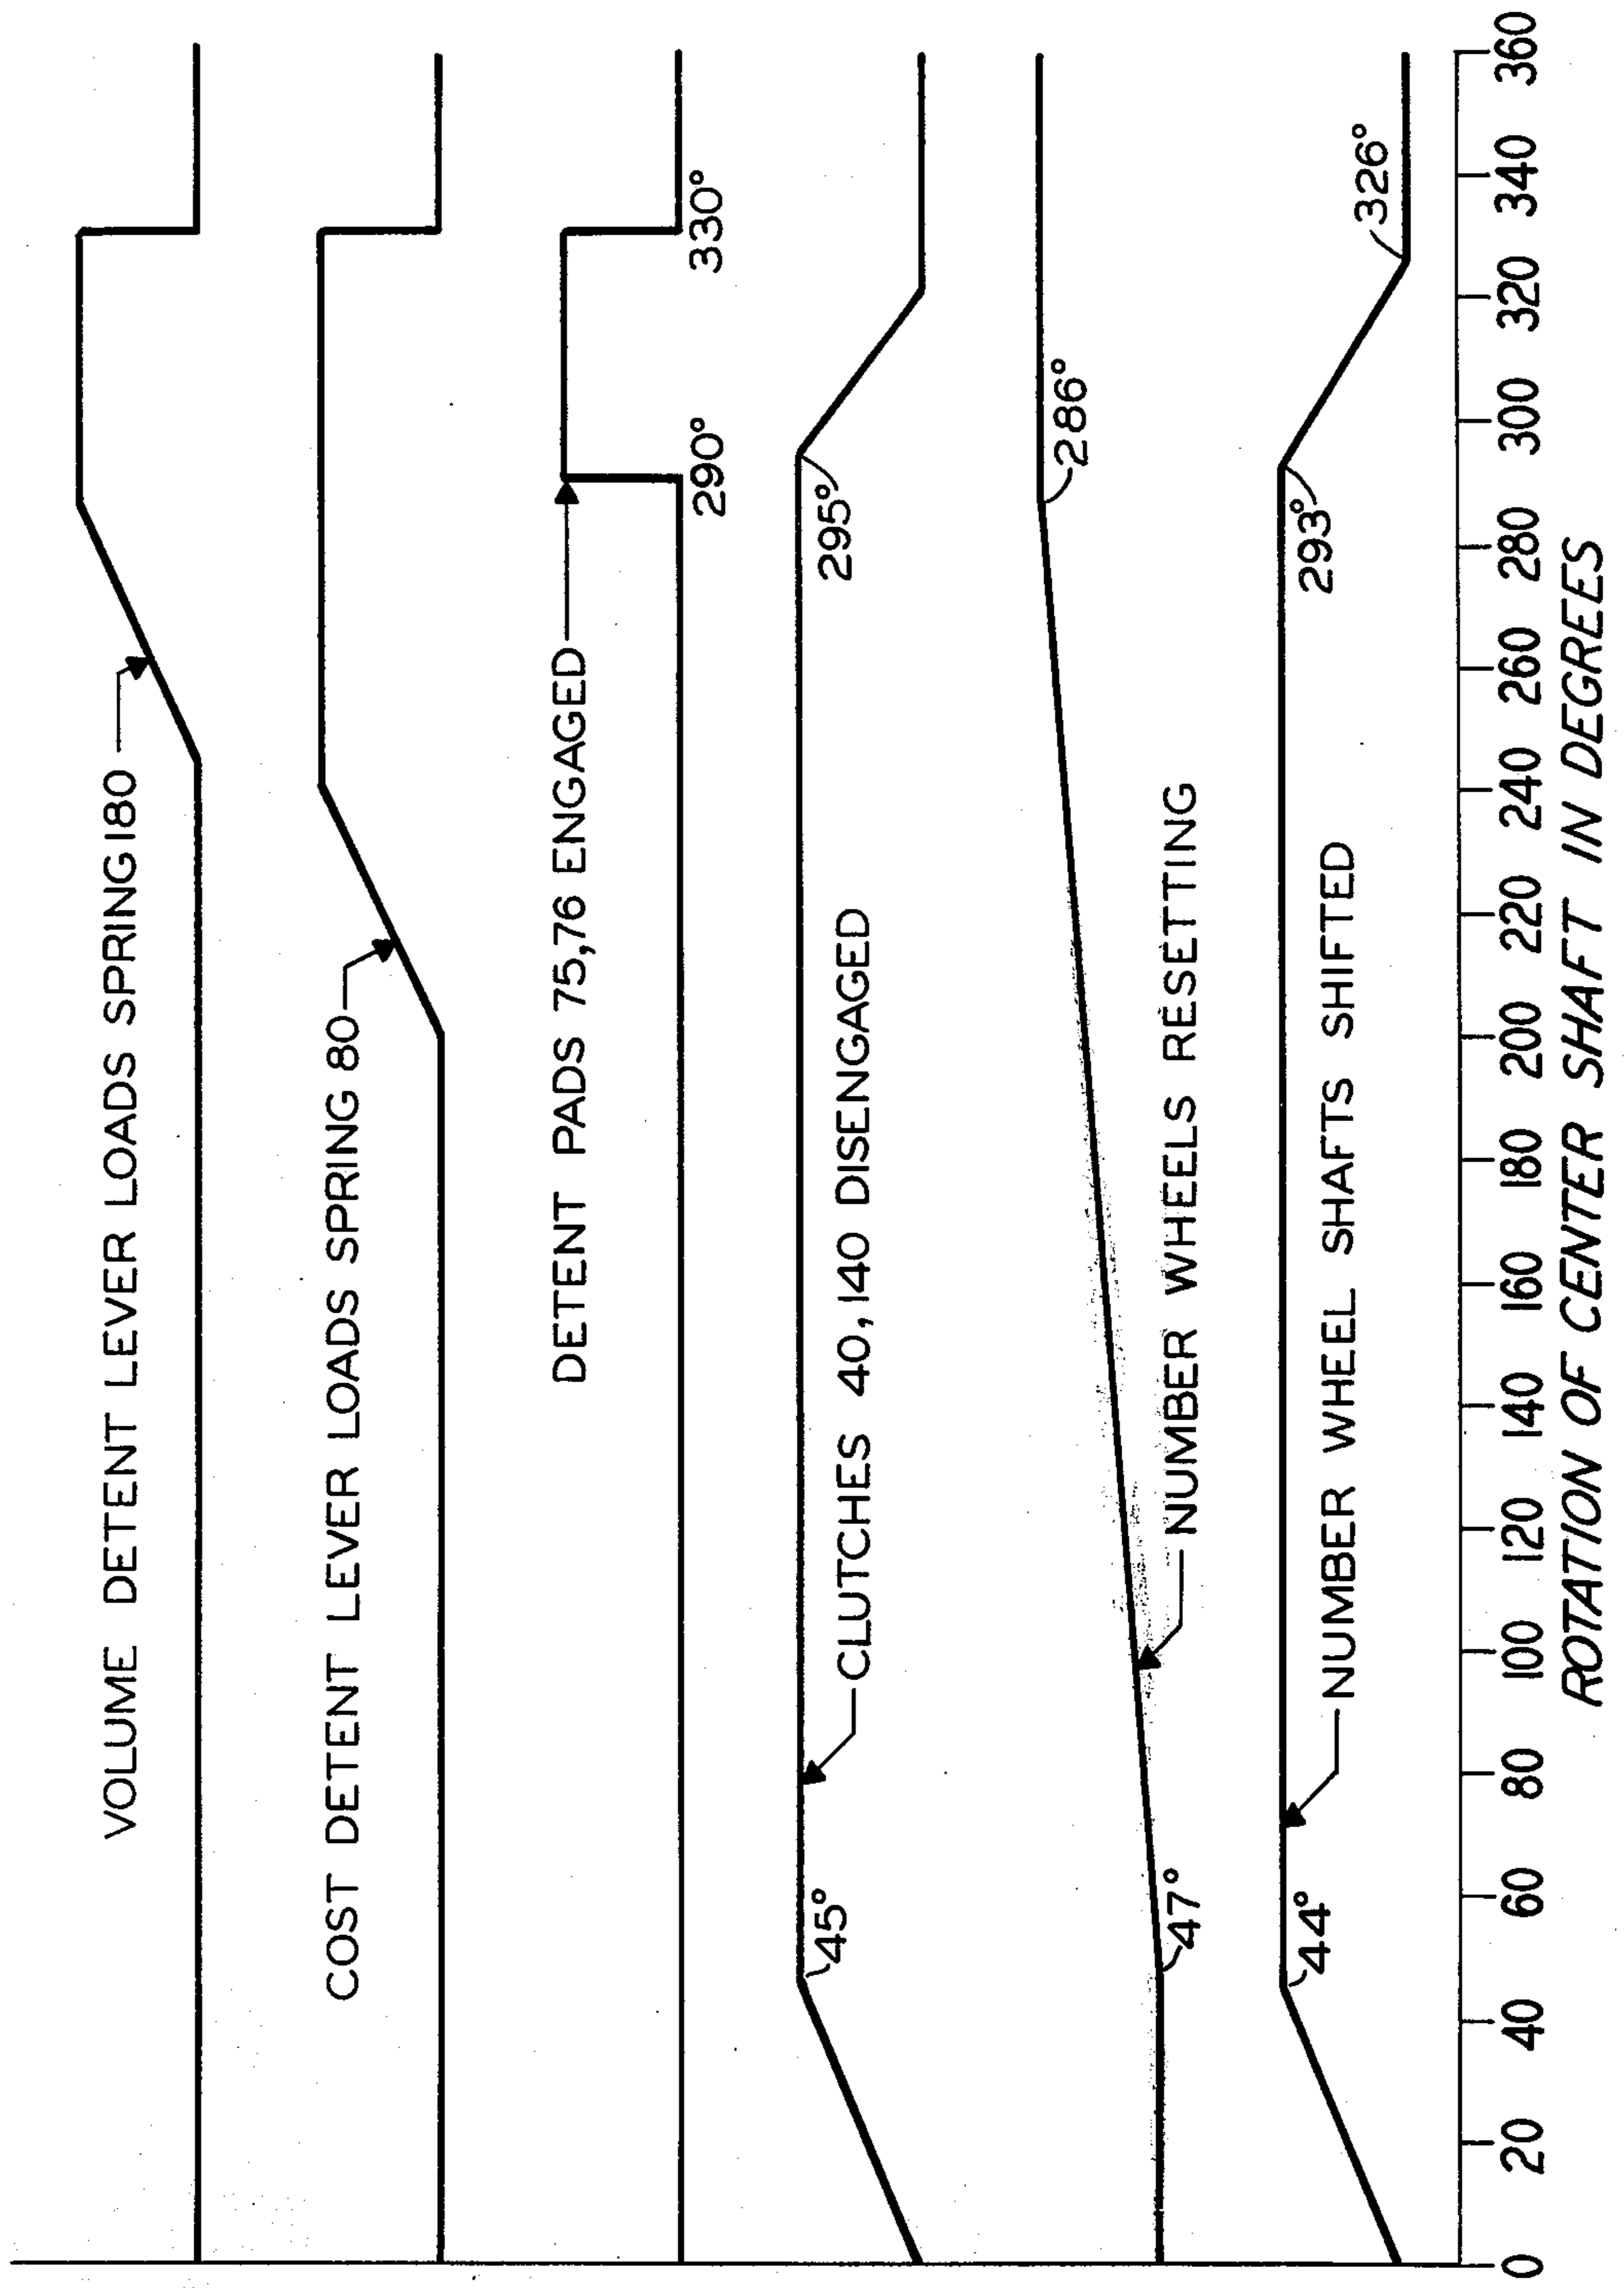 VOLUME DETENT LEVER LOADS SPRING 180
COST DETENT LEVER LOADS SPRING 80
DETENT PADS 75,76 ENGAGED
290° 330°
CLUTCHES 40,140 DISENGAGED
45° 295°
NUMBER WHEELS RESETTING
47° 286°
NUMBER WHEEL SHAFTS SHIFTED
44° 293° 326°
0 20 40 60 80 100 120 140 160 180 200 220 240 260 280 300 320 340 360
ROTATION OF CENTER SHAFT IN DEGREES